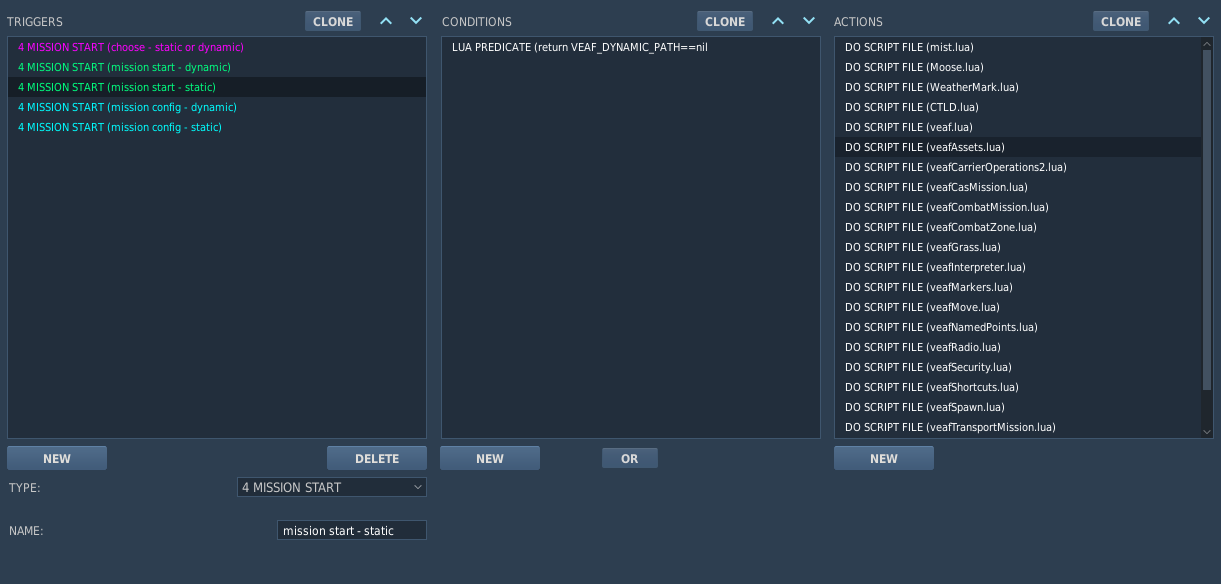 TRIGGERS CLONE CONDITIONS CLONE ACTIONS CLONE
4 MISSION START (choose - static or dynamic)
4 MISSION START (mission start - dynamic)
4 MISSION START (mission start - static)
4 MISSION START (mission config - dynamic)
4 MISSION START (mission config - static)
LUA PREDICATE (return VEAF_DYNAMIC_PATH==nil
DO SCRIPT FILE (mist.lua)
DO SCRIPT FILE (Moose.lua)
DO SCRIPT FILE (WeatherMark.lua)
DO SCRIPT FILE (CTLD.lua)
DO SCRIPT FILE (veaf.lua)
DO SCRIPT FILE (veafAssets.lua)
DO SCRIPT FILE (veafCarrierOperations2.lua)
DO SCRIPT FILE (veafCasMission.lua)
DO SCRIPT FILE (veafCombatMission.lua)
DO SCRIPT FILE (veafCombatZone.lua)
DO SCRIPT FILE (veafGrass.lua)
DO SCRIPT FILE (veafInterpreter.lua)
DO SCRIPT FILE (veafMarkers.lua)
DO SCRIPT FILE (veafMove.lua)
DO SCRIPT FILE (veafNamedPoints.lua)
DO SCRIPT FILE (veafRadio.lua)
DO SCRIPT FILE (veafSecurity.lua)
DO SCRIPT FILE (veafShortcuts.lua)
DO SCRIPT FILE (veafSpawn.lua)
DO SCRIPT FILE (veafTransportMission.lua)
NEW DELETE NEW OR NEW
TYPE: 4 MISSION START
NAME: mission start - static